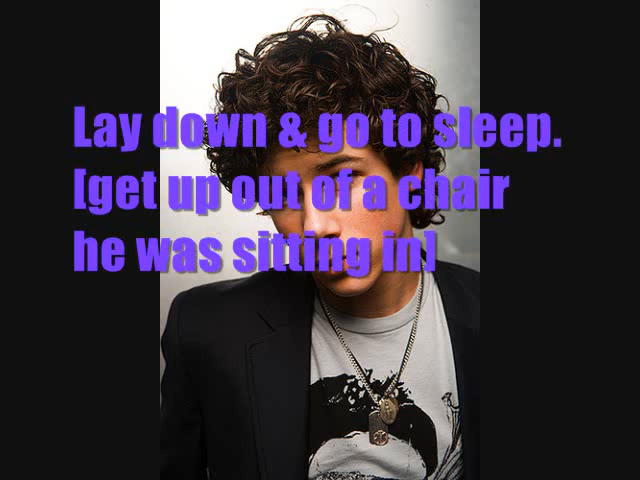 Lay down & go to sleep.
[get up out of a chair
he was sitting in]